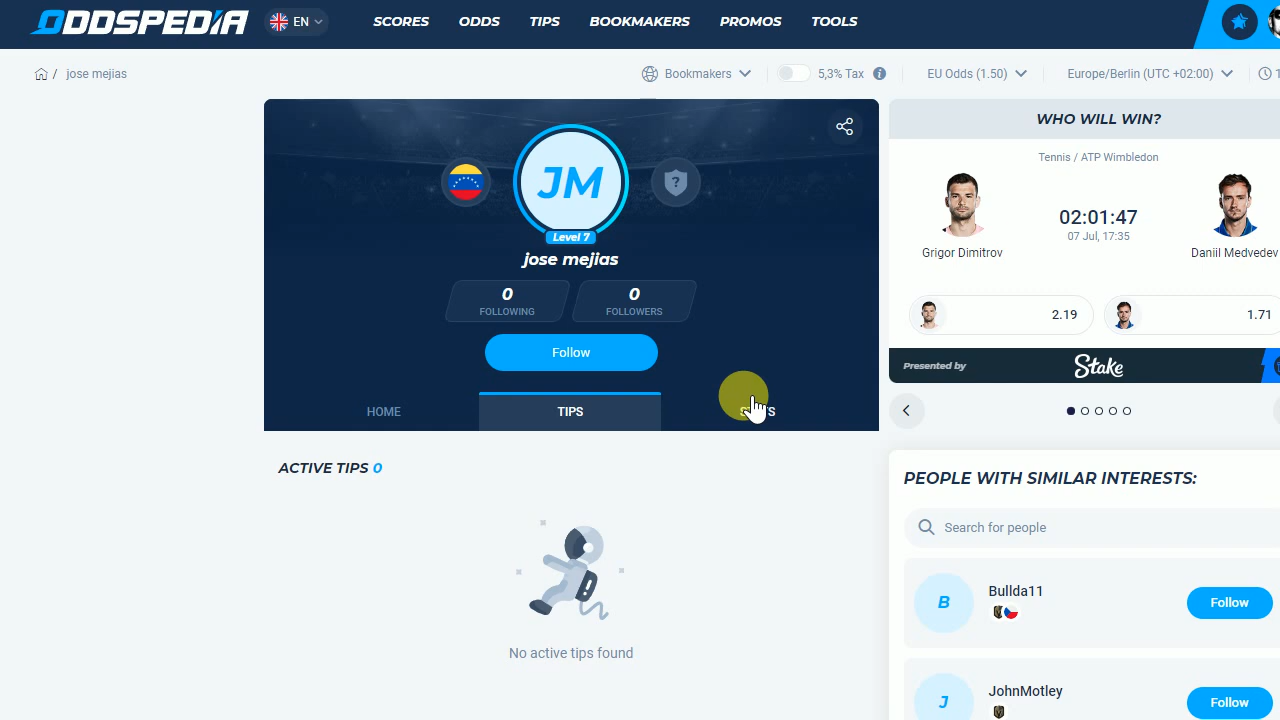 ODDSPEDIA
EN
SCORES ODDS TIPS BOOKMAKERS PROMOS TOOLS
/ jose mejias
Bookmakers
5,3% Tax
EU Odds (1.50)
Europe/Berlin (UTC +02:00)
JM
?
Level 7
jose mejias
0
FOLLOWING
0
FOLLOWERS
Follow
HOME TIPS
ACTIVE TIPS 0
No active tips found
WHO WILL WIN?
Tennis / ATP Wimbledon
02:01:47
07 Jul, 17:35
Grigor Dimitrov
Daniil Medvedev
2.19
1.71
Presented by
Stake
PEOPLE WITH SIMILAR INTERESTS:
Search for people
B
Bullda11
Follow
J
JohnMotley
Follow